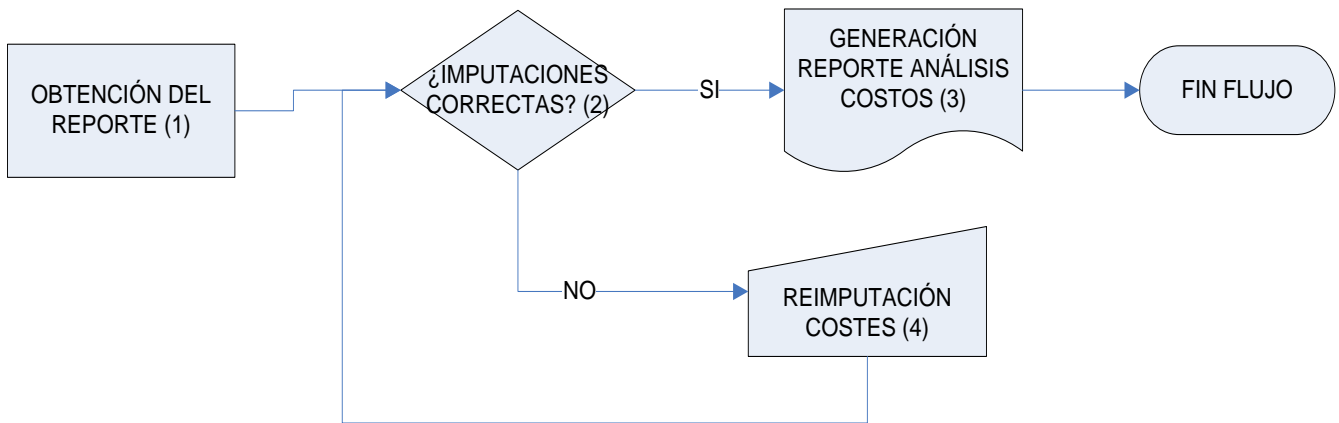 OBTENCIÓN DEL
REPORTE (1)
¿IMPUTACIONES
CORRECTAS? (2)
SI
GENERACIÓN
REPORTE ANÁLISIS
COSTOS (3)
FIN FLUJO
NO
REIMPUTACIÓN
COSTES (4)